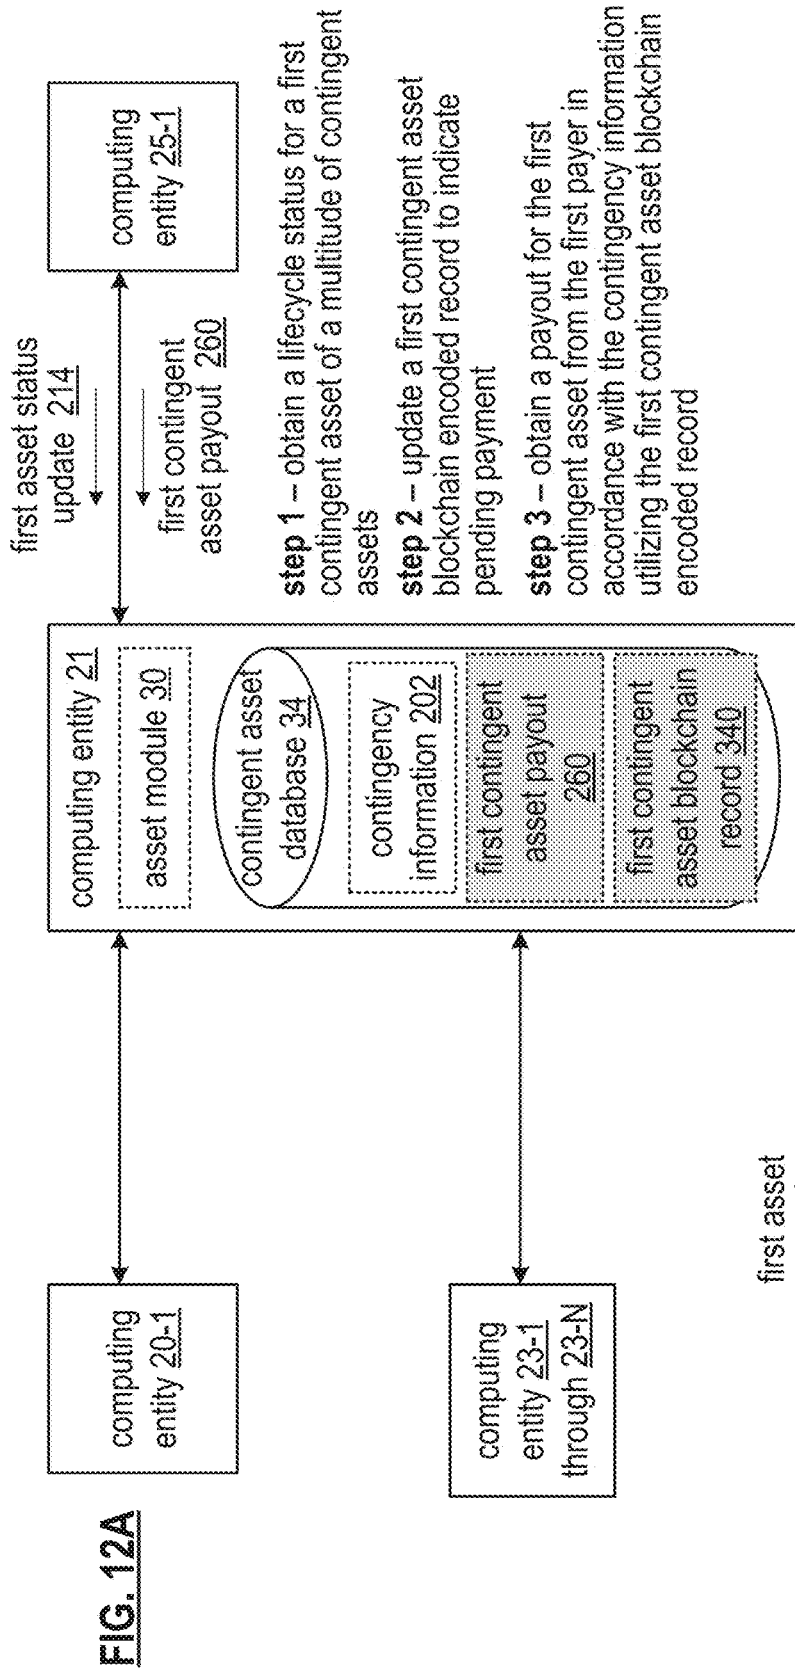 FIG. 12A
computing
entity 20-1
computing
entity 23-1
through 23-N
first asset
computing entity 21
asset module 30
contingent asset
database 34
contingency
information 202
first contingent
asset payout
260
first contingent
asset blockchain
record 340
first asset status
update 214
first contingent
asset payout 260
computing
entity 25-1
step 1 – obtain a lifecycle status for a first
contingent asset of a multitude of contingent
assets
step 2 – update a first contingent asset
blockchain encoded record to indicate
pending payment
step 3 – obtain a payout for the first
contingent asset from the first payer in
accordance with the contingency information
utilizing the first contingent asset blockchain
encoded record